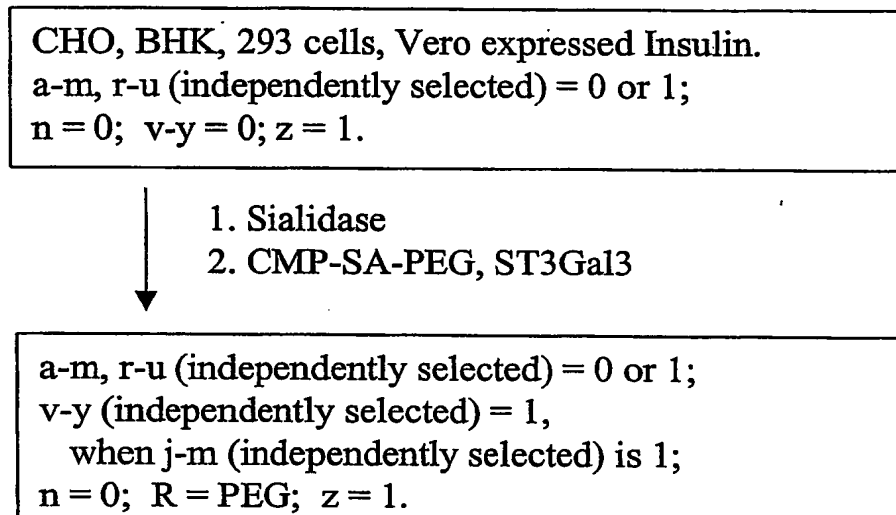 CHO, BHK, 293 cells, Vero expressed Insulin.
a-m, r-u (independently selected) = 0 or 1;
n = 0; v-y = 0; z = 1.
1. Sialidase
2. CMP-SA-PEG, ST3Gal3
a-m, r-u (independently selected) = 0 or 1;
v-y (independently selected) = 1,
when j-m (independently selected) is 1;
n = 0; R = PEG; z = 1.